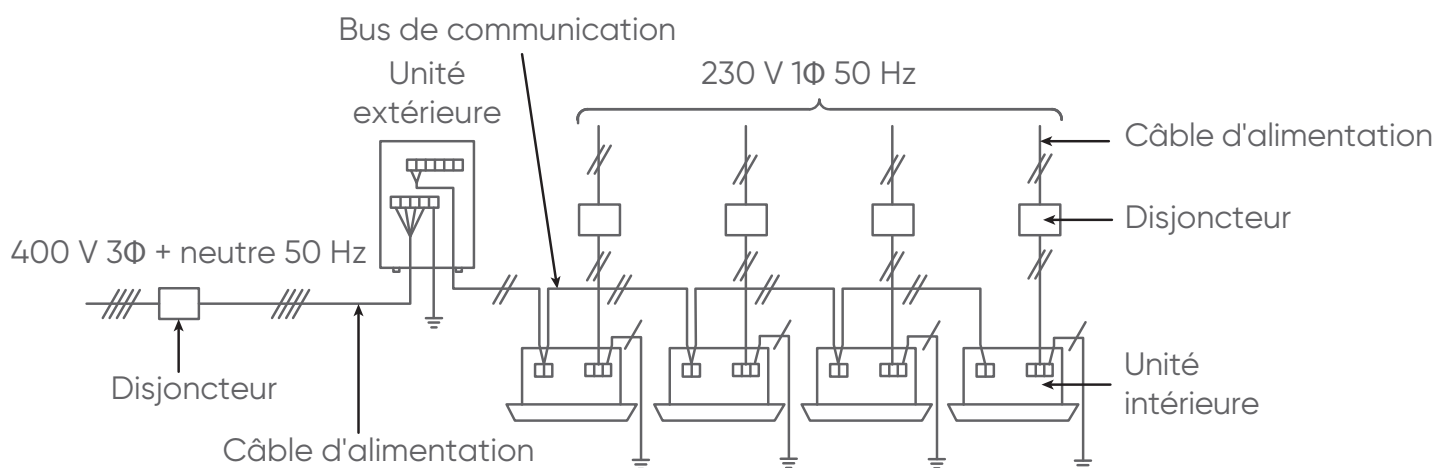 Bus de communication
Unité
extérieure
230 V 1Φ 50 Hz
Câble d'alimentation
Disjoncteur
400 V 3Φ + neutre 50 Hz
Disjoncteur
Câble d'alimentation
Unité
intérieure